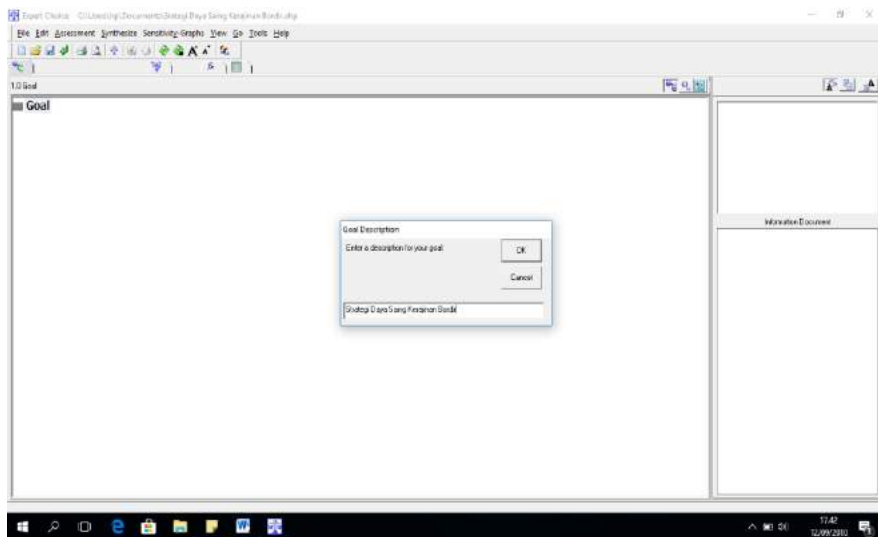 Expert Choice C:\Users\hp\Documents\Strategi Daya Saing Kerajinan Bordir.ahp
File Edit Assessment Synthesize Sensitivity-Graphs View Go Tools Help
1.0 Goal
Goal
Information Document
Goal Description
Enter a description for your goal
OK
Cancel
Strategi Daya Saing Kerajinan Bordir
17.42